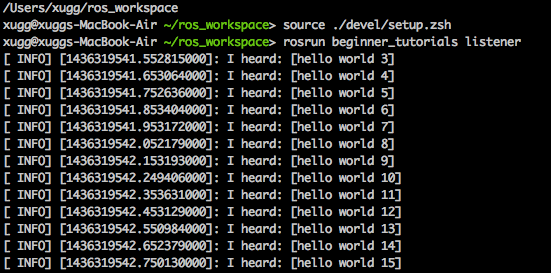 /Users/xugg/ros_workspace
xugg@xuggs-MacBook-Air ~/ros_workspace> source ./devel/setup.zsh
xugg@xuggs-MacBook-Air ~/ros_workspace> rosrun beginner_tutorials listener
[ INFO] [1436319541.552815000]: I heard: [hello world 3]
[ INFO] [1436319541.653064000]: I heard: [hello world 4]
[ INFO] [1436319541.752636000]: I heard: [hello world 5]
[ INFO] [1436319541.853404000]: I heard: [hello world 6]
[ INFO] [1436319541.953172000]: I heard: [hello world 7]
[ INFO] [1436319542.052179000]: I heard: [hello world 8]
[ INFO] [1436319542.153193000]: I heard: [hello world 9]
[ INFO] [1436319542.249406000]: I heard: [hello world 10]
[ INFO] [1436319542.353631000]: I heard: [hello world 11]
[ INFO] [1436319542.453129000]: I heard: [hello world 12]
[ INFO] [1436319542.550984000]: I heard: [hello world 13]
[ INFO] [1436319542.652379000]: I heard: [hello world 14]
[ INFO] [1436319542.750130000]: I heard: [hello world 15]